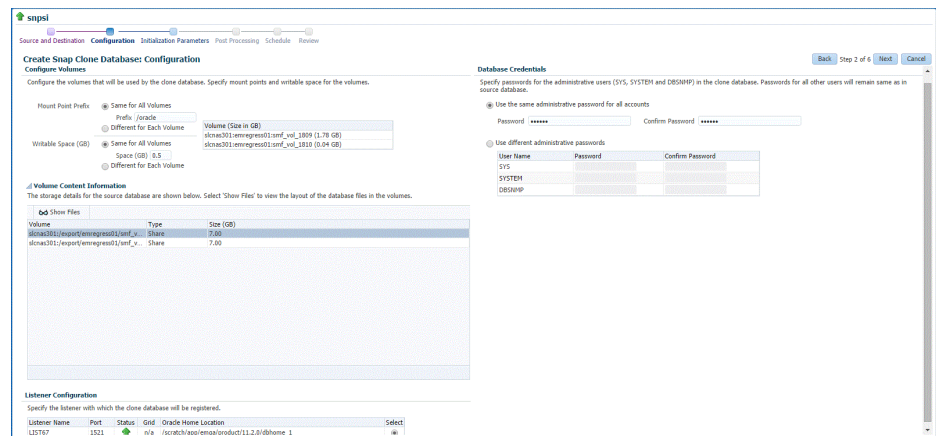 snpsi
Source and Destination Configuration Initialization Parameters Post Processing Schedule Review
Create Snap Clone Database: Configuration
Back Step 2 of 6 Next Cancel
Configure Volumes
Configure the volumes that will be used by the clone database. Specify mount points and writable space for the volumes.
Mount Point Prefix Same for All Volumes
Prefix /oracle
Different for Each Volume
Writable Space (GB) Same for All Volumes
Space (GB) 0.5
Different for Each Volume
Volume (Size in GB)
slcnas301:emregress01:smf_vol_1809 (1.78 GB)
slcnas301:emregress01:smf_vol_1810 (0.04 GB)
Volume Content Information
The storage details for the source database are shown below. Select 'Show Files' to view the layout of the database files in the volumes.
Show Files
Volume Type Size (GB)
slcnas301:/export/emregress01/smf_v... Share 7.00
slcnas301:/export/emregress01/smf_v... Share 7.00
Listener Configuration
Specify the listener with which the clone database will be registered.
Listener Name Port Status Grid Oracle Home Location Select
LIST67 1521 n/a /scratch/app/emga/product/11.2.0/dbhome_1
Database Credentials
Specify passwords for the administrative users (SYS, SYSTEM and DBSNMP) in the clone database. Passwords for all other users will remain same as in
source database.
Use the same administrative password for all accounts
Password •••••• Confirm Password ••••••
Use different administrative passwords
User Name Password Confirm Password
SYS
SYSTEM
DBSNMP